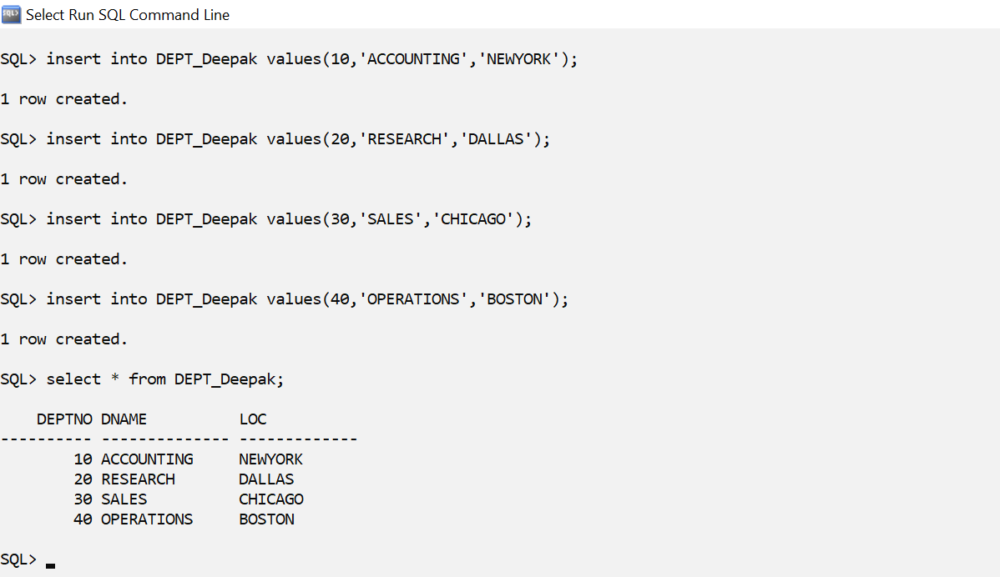 Select Run SQL Command Line
SQL> insert into DEPT_Deepak values(10,'ACCOUNTING','NEWYORK');
1 row created.
SQL> insert into DEPT_Deepak values(20,'RESEARCH','DALLAS');
1 row created.
SQL> insert into DEPT_Deepak values(30,'SALES','CHICAGO');
1 row created.
SQL> insert into DEPT_Deepak values(40,'OPERATIONS','BOSTON');
1 row created.
SQL> select * from DEPT_Deepak;
    DEPTNO DNAME          LOC
---------- -------------- -------------
        10 ACCOUNTING     NEWYORK
        20 RESEARCH       DALLAS
        30 SALES          CHICAGO
        40 OPERATIONS     BOSTON
SQL>